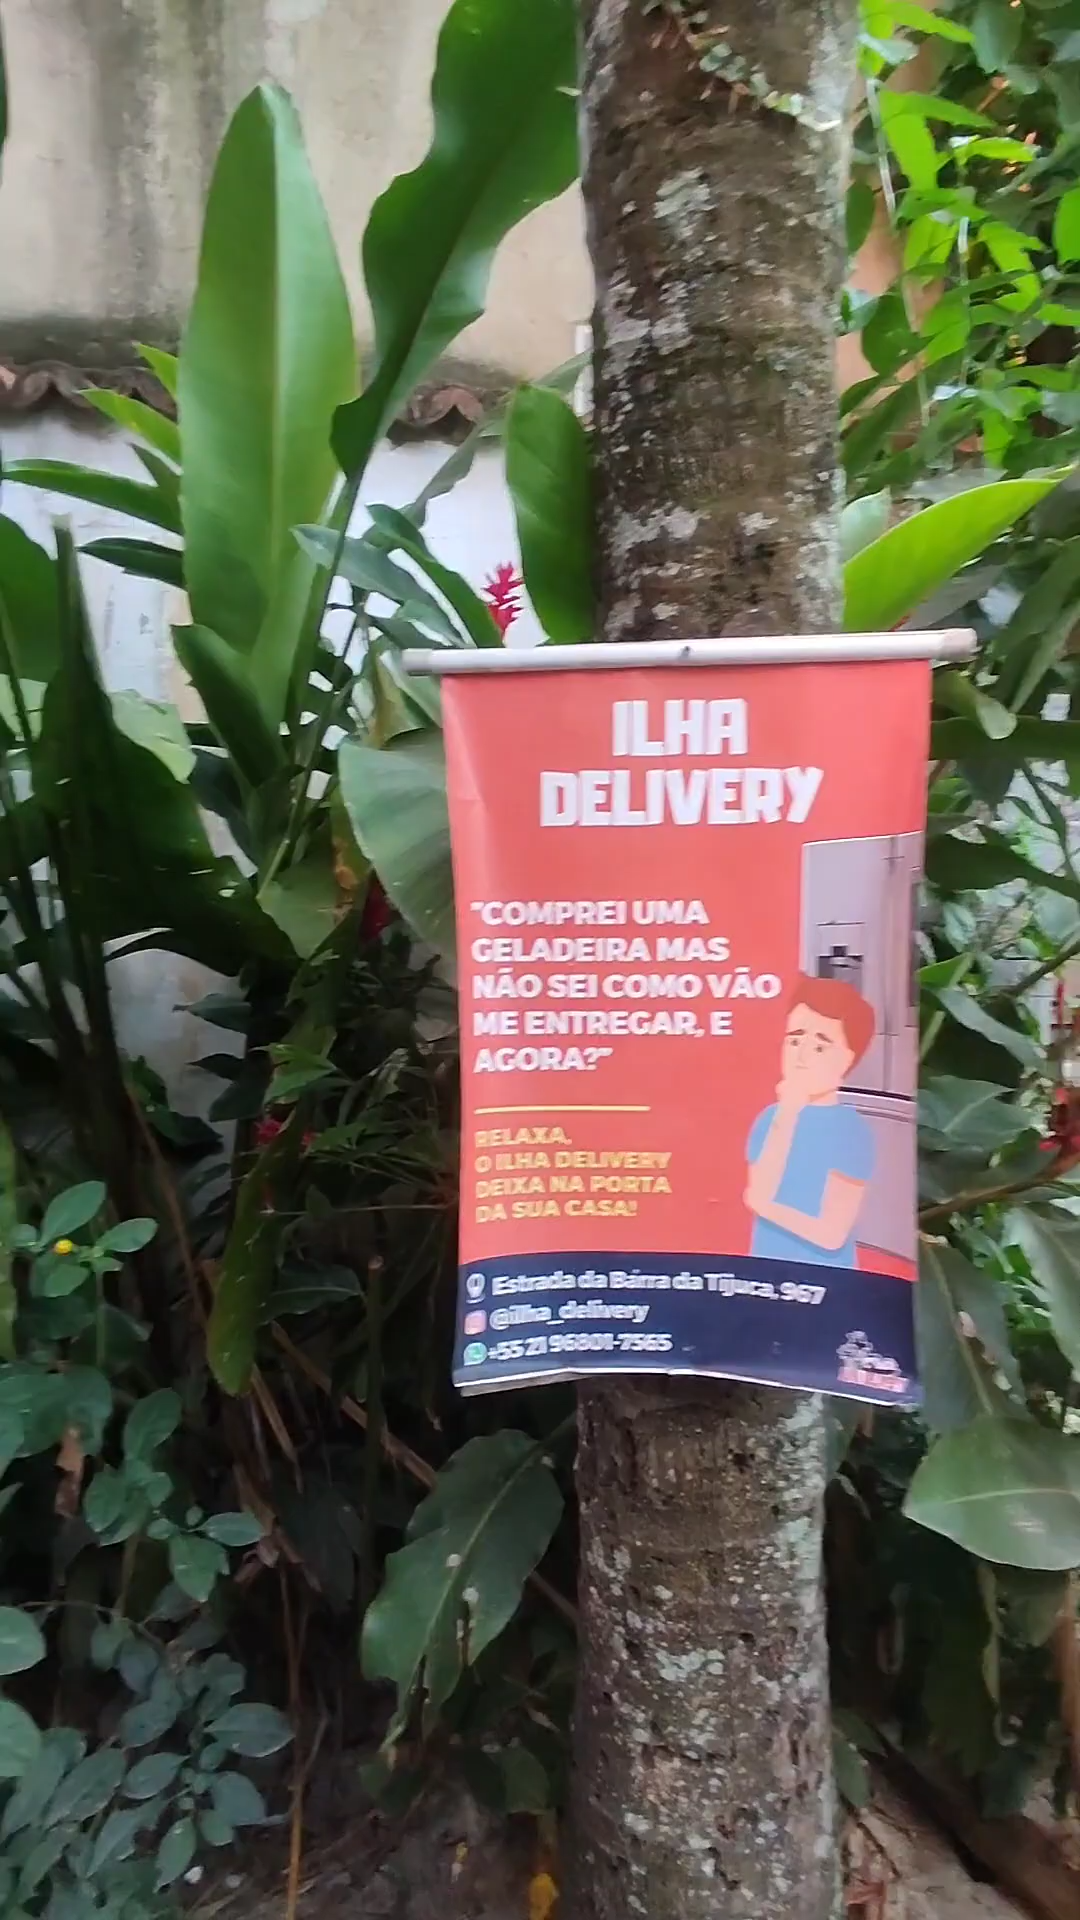 ILHA
DELIVERY
"COMPREI UMA
GELADEIRA MAS
NÃO SEI COMO VÃO
ME ENTREGAR, E
AGORA?"
RELAXA,
O ILHA DELIVERY
DEIXA NA PORTA
DA SUA CASA!
Estrada da Barra da Tijuca, 967
@ilha_delivery
+55 21 96801-7565